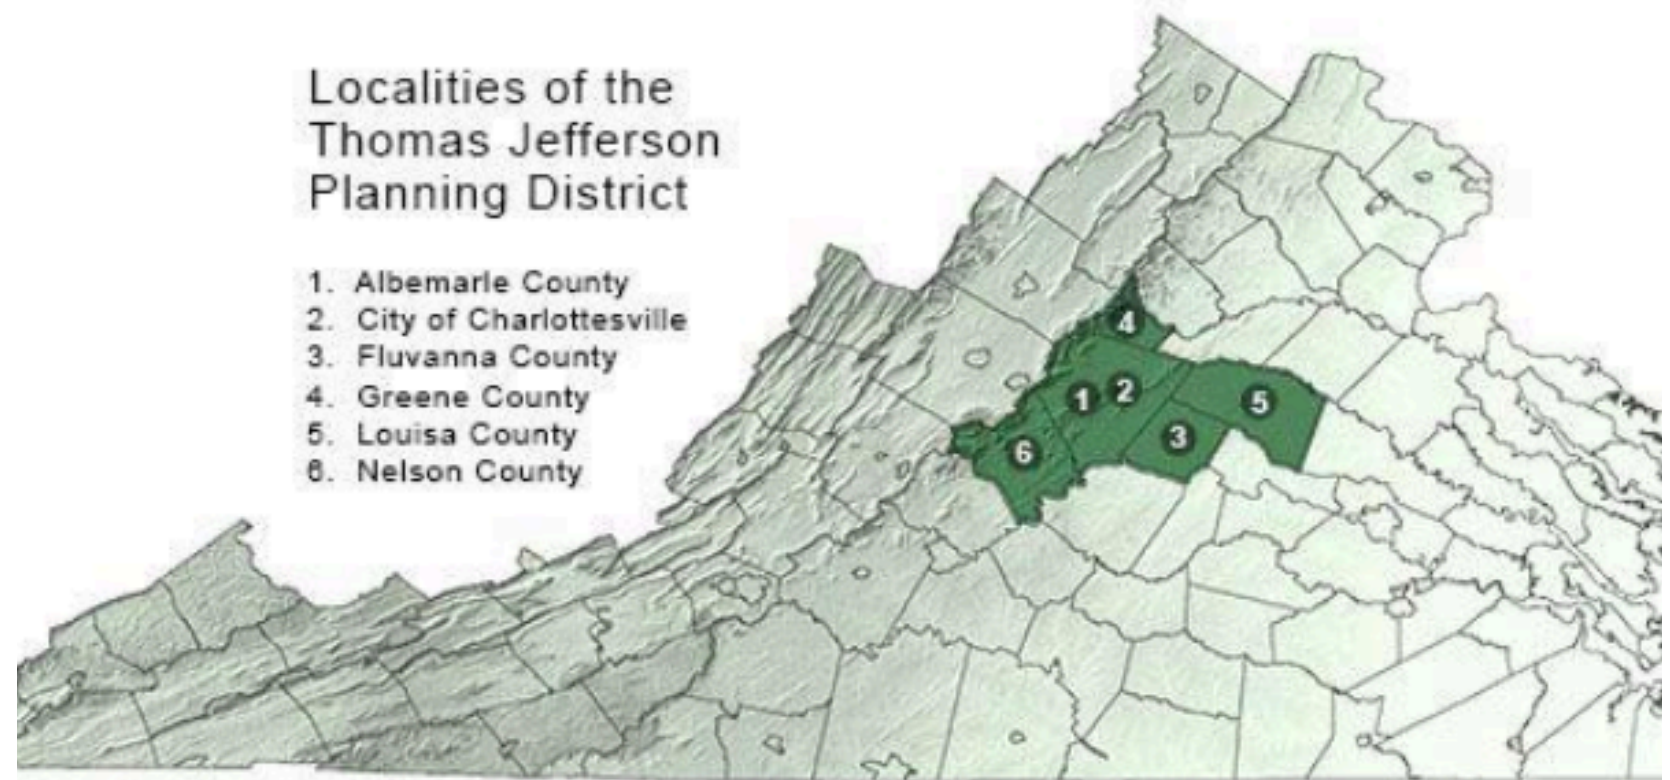 Localities of the
Thomas Jefferson
Planning District
1. Albemarle County
2. City of Charlottesville
3. Fluvanna County
4. Greene County
5. Louisa County
6. Nelson County
4
1
2
5
3
6